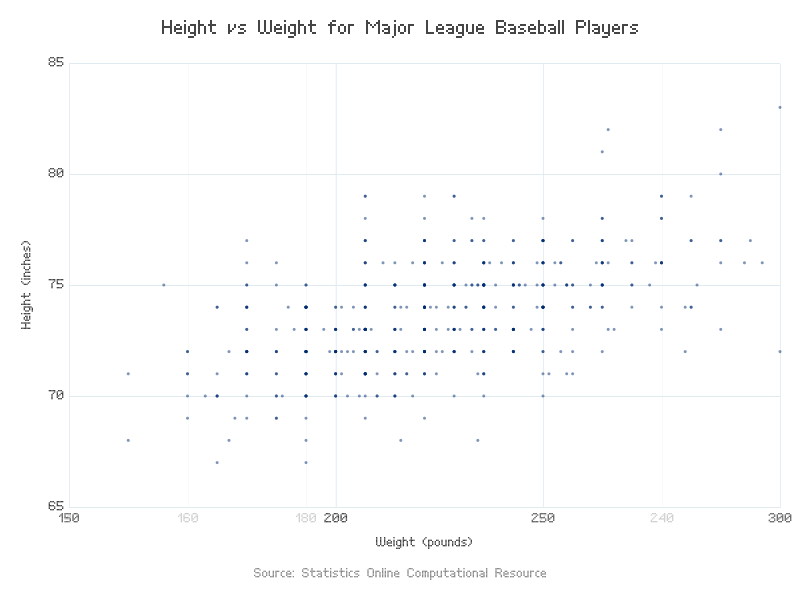 Height vs Weight for Major League Baseball Players
85
80
75
70
65
Height (inches)
150 160 180 200 250 240 300
Weight (pounds)
Source: Statistics Online Computational Resource